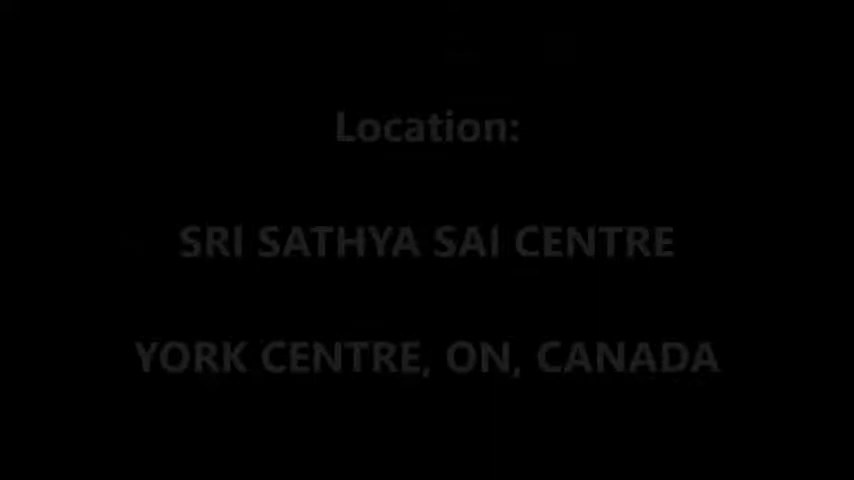 Location:
SRI SATHYA SAI CENTRE
YORK CENTRE, ON, CANADA